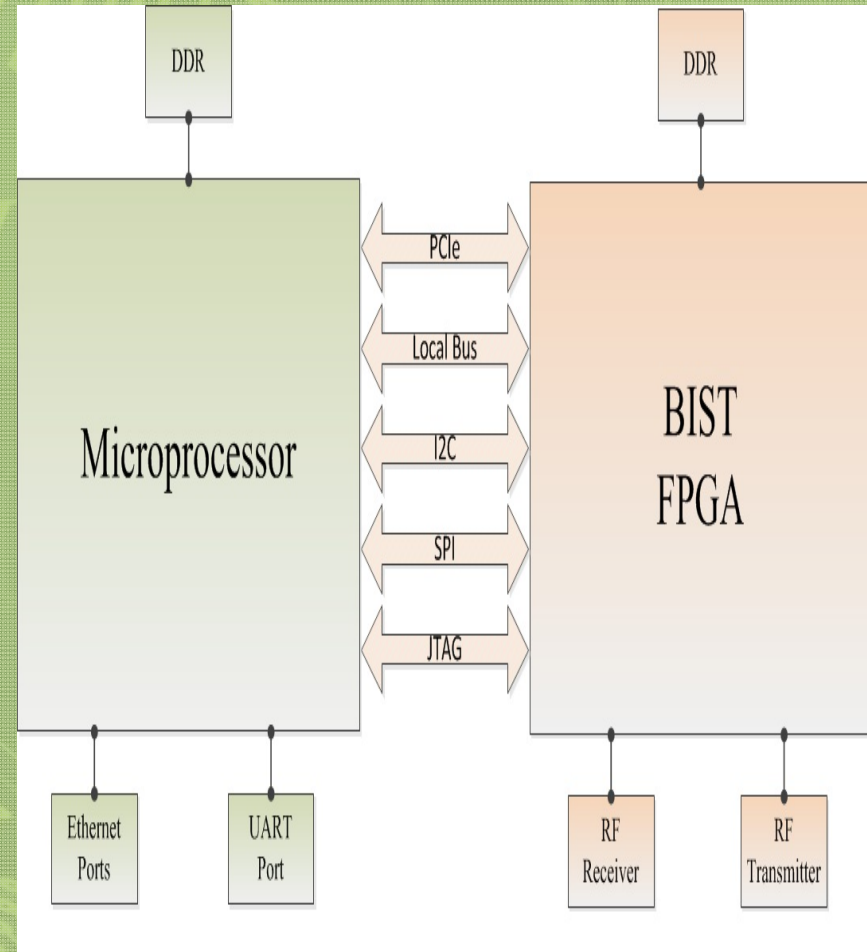 DDR
DDR
PCIe
Local Bus
I2C
SPI
JTAG
Microprocessor
BIST
FPGA
Ethernet
Ports
UART
Port
RF
Receiver
RF
Transmitter